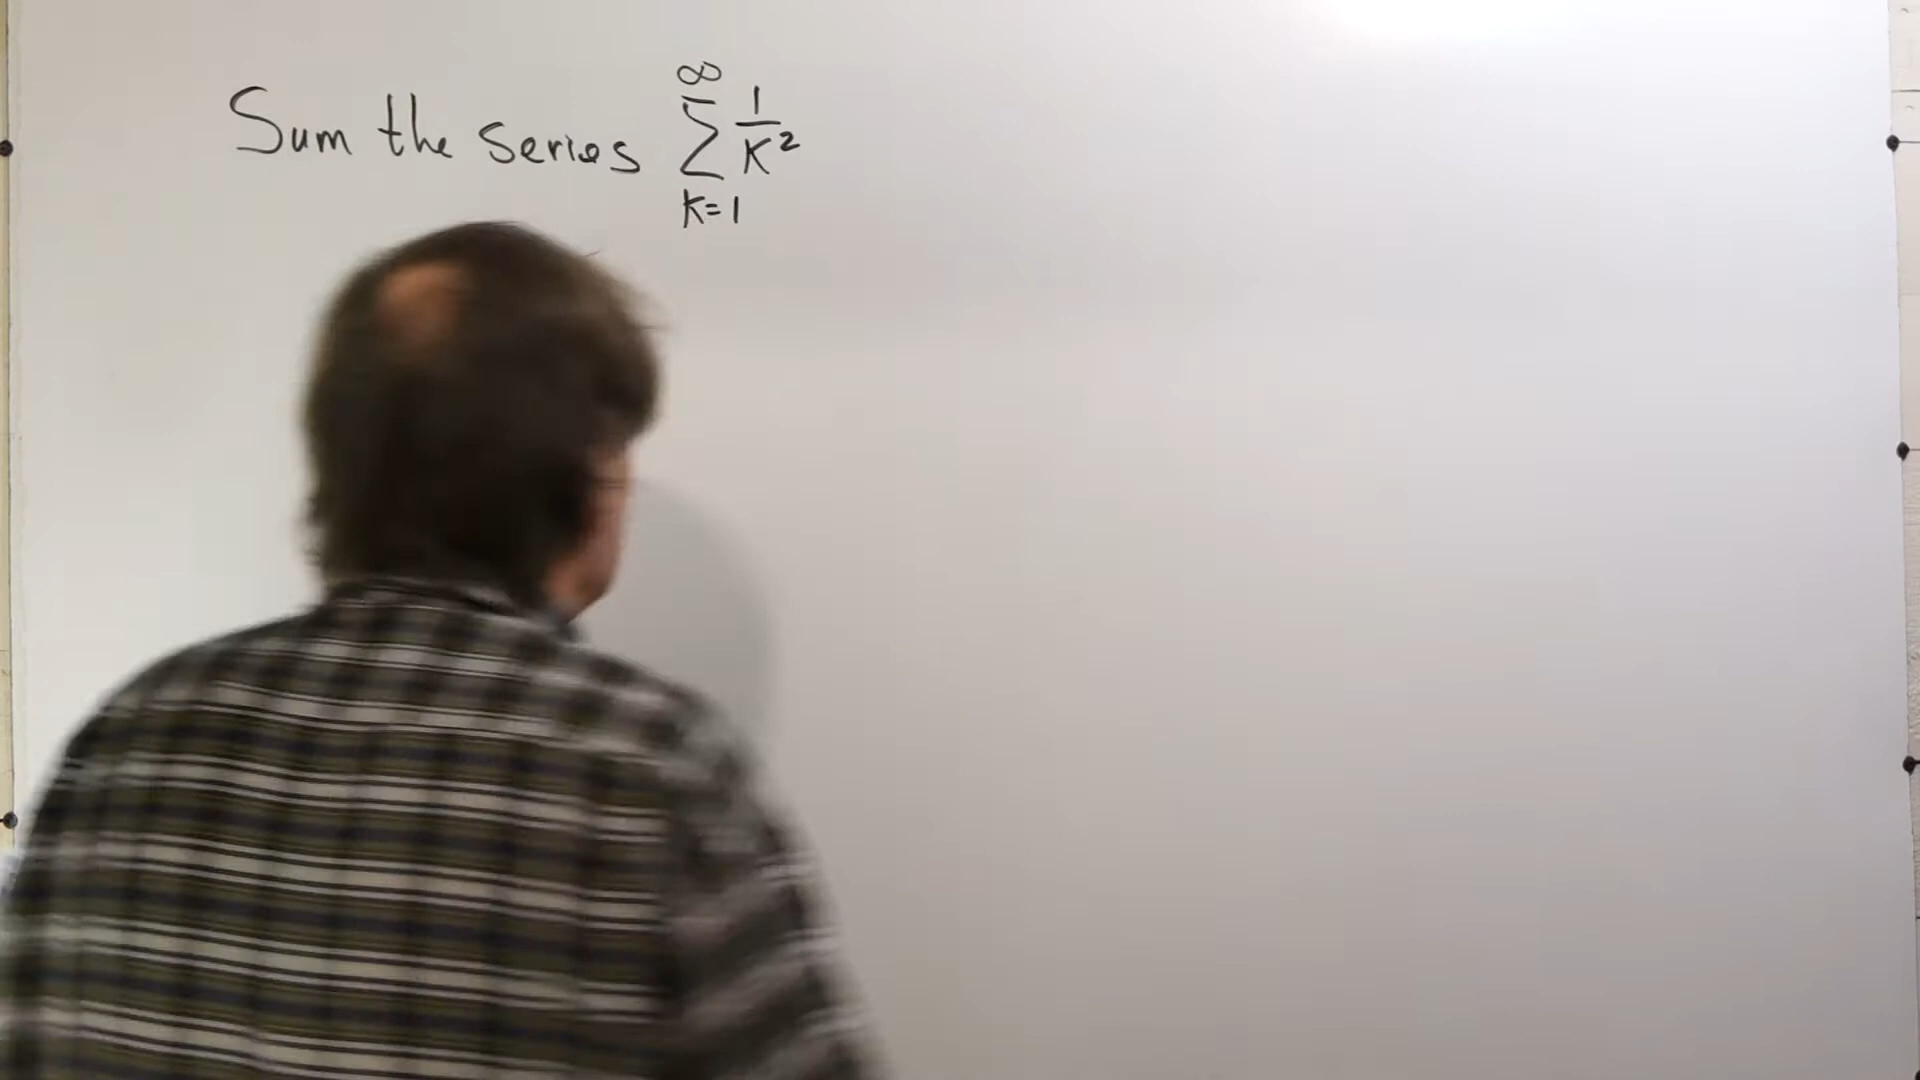 Sum the series ∑_{k=1}^{∞} 1/k²